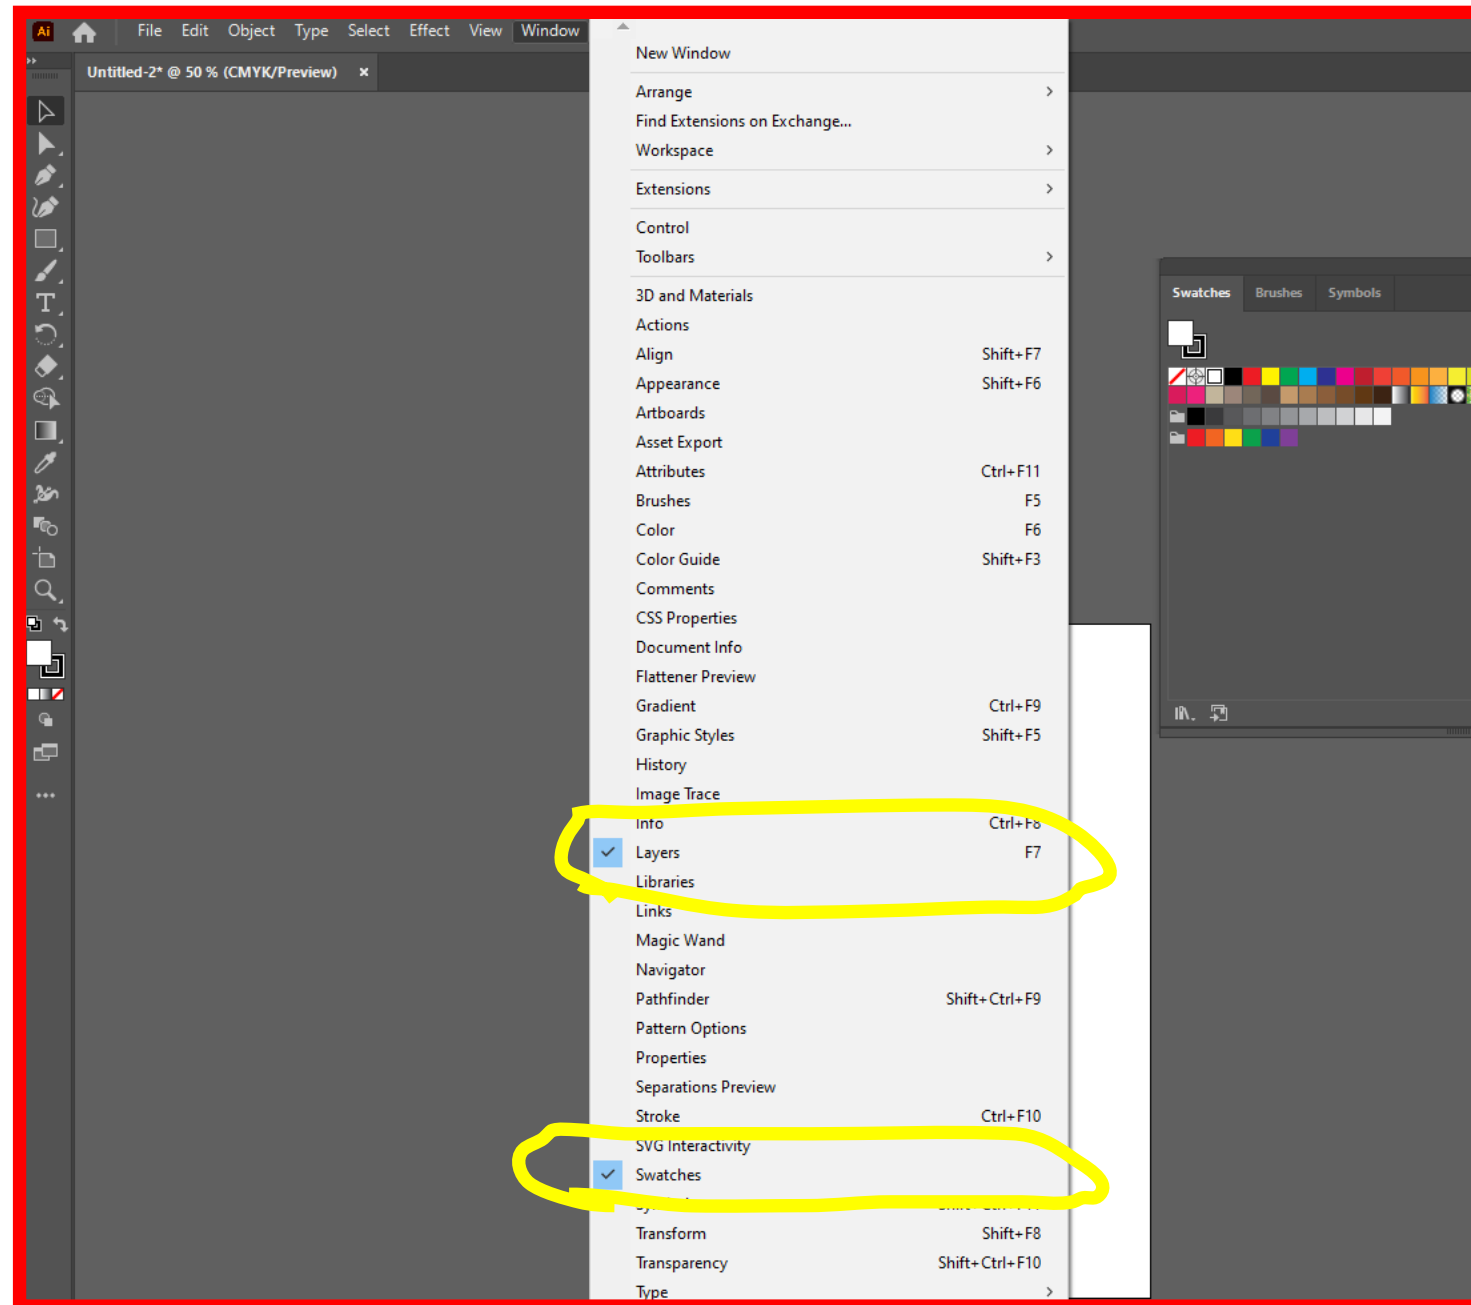 Ai File Edit Object Type Select Effect View Window
Untitled-2* @ 50 % (CMYK/Preview) ×
New Window
Arrange
Find Extensions on Exchange...
Workspace
Extensions
Control
Toolbars
3D and Materials
Actions
Align Shift+F7
Appearance Shift+F6
Artboards
Asset Export
Attributes Ctrl+F11
Brushes F5
Color F6
Color Guide Shift+F3
Comments
CSS Properties
Document Info
Flattener Preview
Gradient Ctrl+F9
Graphic Styles Shift+F5
History
Image Trace
Info Ctrl+F8
Layers F7
Libraries
Links
Magic Wand
Navigator
Pathfinder Shift+Ctrl+F9
Pattern Options
Properties
Separations Preview
Stroke Ctrl+F10
SVG Interactivity
Swatches
Transform Shift+F8
Transparency Shift+Ctrl+F10
Type
Swatches Brushes Symbols